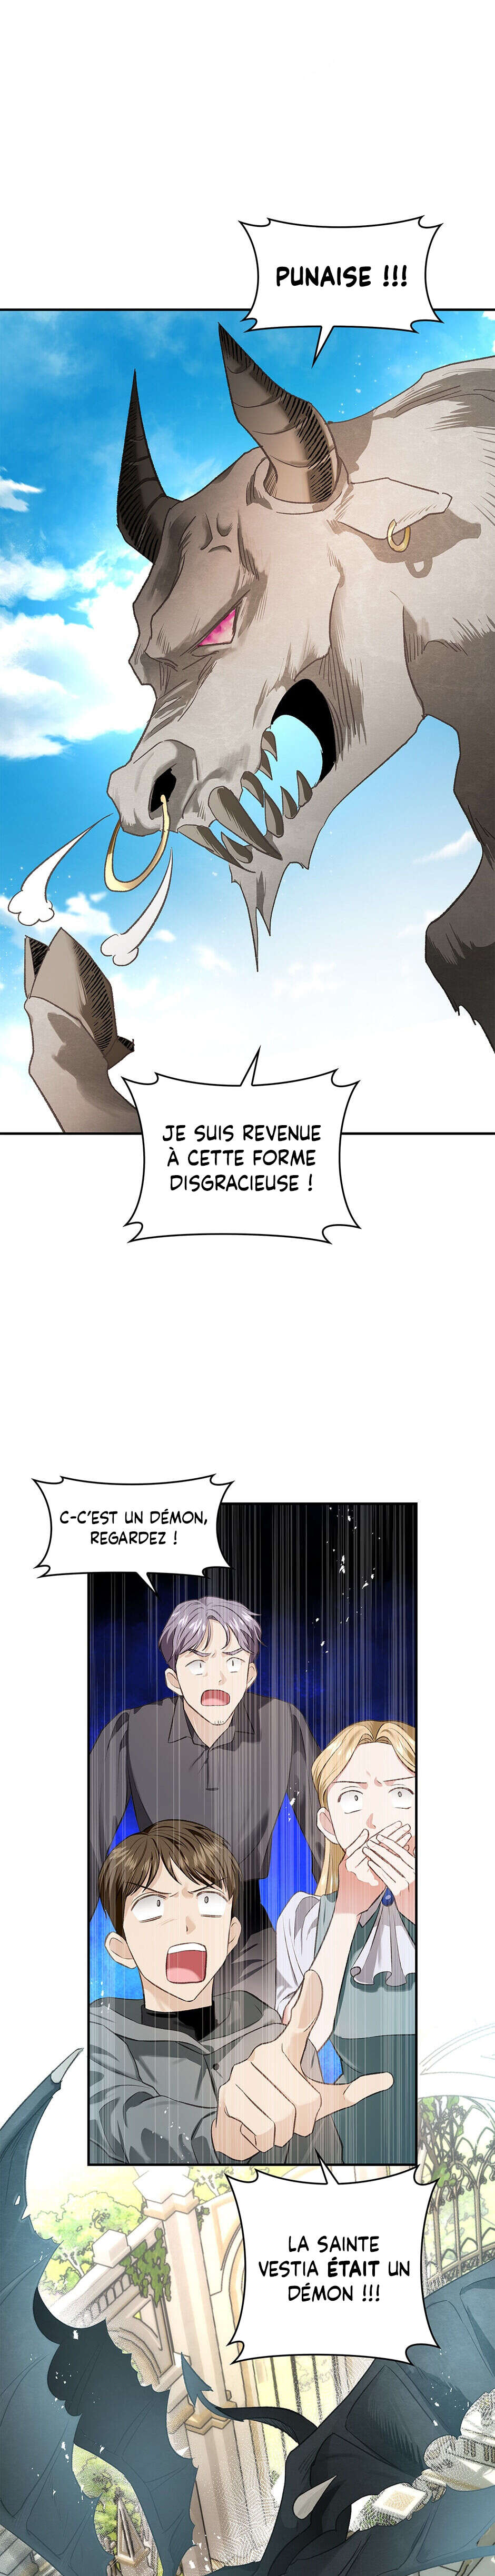 PUNAISE !!!
JE SUIS REVENUE
À CETTE FORME
DISGRACIEUSE !
C-C'EST UN DÉMON,
REGARDEZ !
LA SAINTE
VESTIA ÉTAIT UN
DÉMON !!!